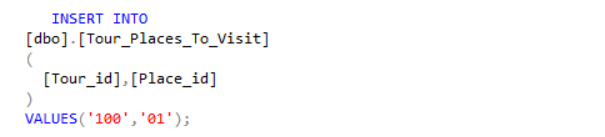 INSERT INTO
[dbo].[Tour_Places_To_Visit]
(
[Tour_id],[Place_id]
)
VALUES('100','01');